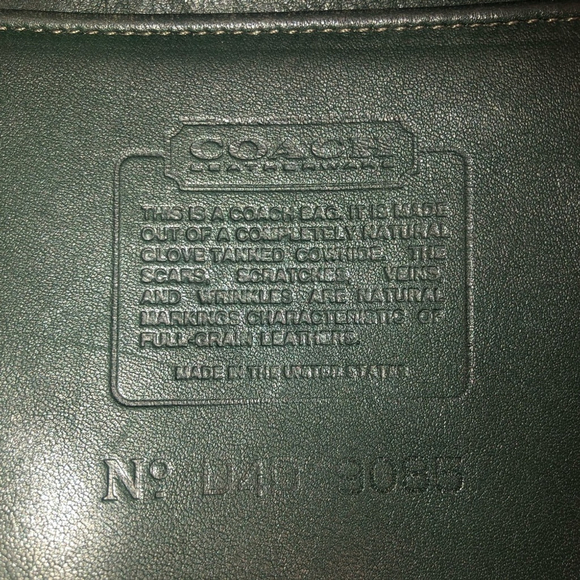 COACH
LEATHERWARE
THIS IS A COACH BAG. IT IS MADE
OUT OF A COMPLETELY NATURAL
GLOVE TANNED COWHIDE. THE
SCARS, SCRATCHES, VEINS,
AND WRINKLES ARE NATURAL
MARKINGS CHARACTERISTIC OF
FULL-GRAIN LEATHERS.
MADE IN THE UNITED STATES
Nº 9085